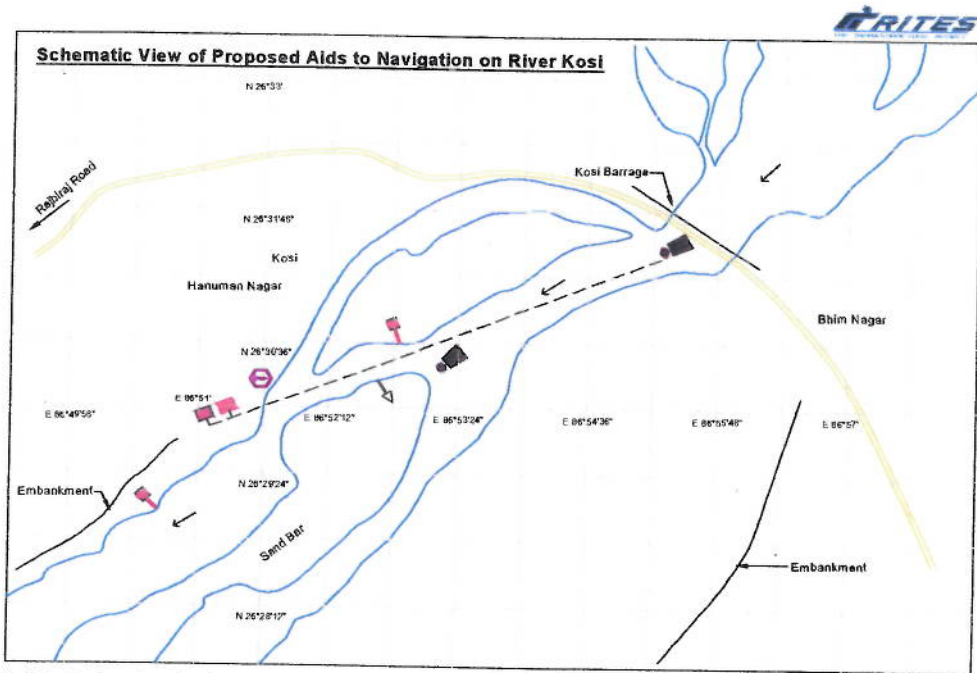 RITES
Schematic View of Proposed Aids to Navigation on River Kosi
N 26°33'
Kosi Barrage
Rajbiraj Road
N 26°31'48"
Kosi
Hanuman Nagar
Bhim Nagar
N 26°30'36"
E 86°49'56"
E 86°51'
E 86°52'12"
E 86°53'24"
E 86°54'36"
E 86°55'48"
E 86°57'
Embankment
N 26°29'24"
Sand Bar
Embankment
N 26°28'12"